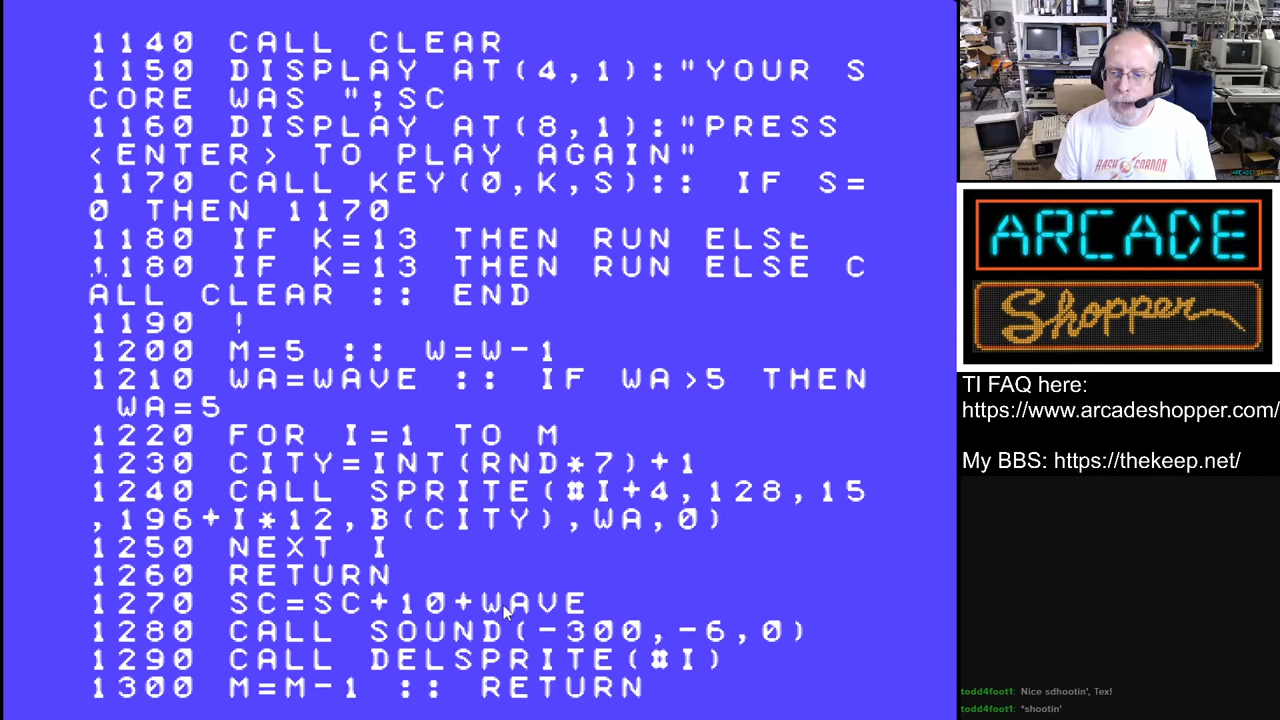 1140 CALL CLEAR
1150 DISPLAY AT(4,1):"YOUR S
CORE WAS ";SC
1160 DISPLAY AT(8,1):"PRESS
<ENTER> TO PLAY AGAIN"
1170 CALL KEY(0,K,S):: IF S=
0 THEN 1170
1180 IF K=13 THEN RUN ELSE
1180 IF K=13 THEN RUN ELSE C
ALL CLEAR :: END
1190 !
1200 M=5 :: W=W-1
1210 WA=WAVE :: IF WA>5 THEN
WA=5
1220 FOR I=1 TO M
1230 CITY=INT(RND*7)+1
1240 CALL SPRITE(#I+4,128,15
,196+I*12,B(CITY),WA,0)
1250 NEXT I
1260 RETURN
1270 SC=SC+10+WAVE
1280 CALL SOUND(-300,-6,0)
1290 CALL DELSPRITE(#I)
1300 M=M-1 :: RETURN
FLASH GORDON
ARCADE
Shopper
TI FAQ here:
https://www.arcadeshopper.com/
My BBS: https://thekeep.net/
todd4foot1: Nice sdhootin', Tex!
todd4foot1: *shootin'